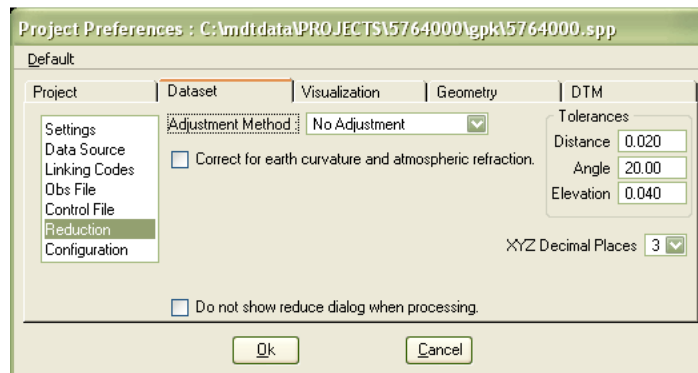 Project Preferences : C:\mdtdata\PROJECTS\5764000\gpk\5764000.spp
Default
Project Dataset Visualization Geometry DTM
Settings
Data Source
Linking Codes
Obs File
Control File
Reduction
Configuration
Adjustment Method : No Adjustment
Correct for earth curvature and atmospheric refraction.
Tolerances
Distance 0.020
Angle 20.00
Elevation 0.040
XYZ Decimal Places 3
Do not show reduce dialog when processing.
Ok Cancel